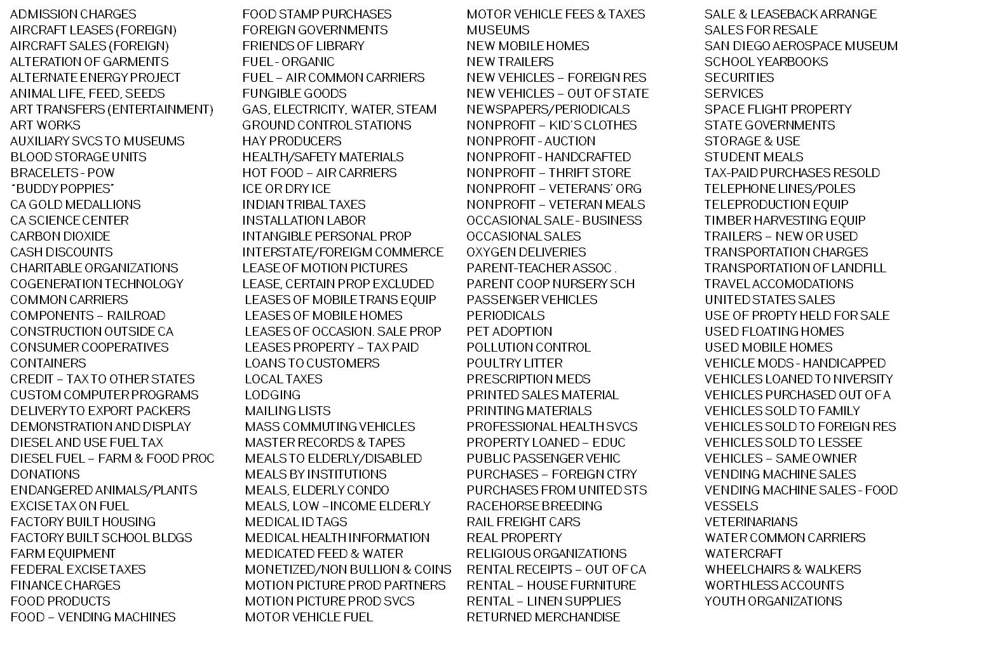 ADMISSION CHARGES
AIRCRAFT LEASES (FOREIGN)
AIRCRAFT SALES (FOREIGN)
ALTERATION OF GARMENTS
ALTERNATE ENERGY PROJECT
ANIMAL LIFE, FEED, SEEDS
ART TRANSFERS (ENTERTAINMENT)
ART WORKS
AUXILIARY SVCS TO MUSEUMS
BLOOD STORAGE UNITS
BRACELETS - POW
“BUDDY POPPIES”
CA GOLD MEDALLIONS
CA SCIENCE CENTER
CARBON DIOXIDE
CASH DISCOUNTS
CHARITABLE ORGANIZATIONS
COGENERATION TECHNOLOGY
COMMON CARRIERS
COMPONENTS – RAILROAD
CONSTRUCTION OUTSIDE CA
CONSUMER COOPERATIVES
CONTAINERS
CREDIT – TAX TO OTHER STATES
CUSTOM COMPUTER PROGRAMS
DELIVERY TO EXPORT PACKERS
DEMONSTRATION AND DISPLAY
DIESEL AND USE FUEL TAX
DIESEL FUEL – FARM & FOOD PROC
DONATIONS
ENDANGERED ANIMALS/PLANTS
EXCISE TAX ON FUEL
FACTORY BUILT HOUSING
FACTORY BUILT SCHOOL BLDGS
FARM EQUIPMENT
FEDERAL EXCISE TAXES
FINANCE CHARGES
FOOD PRODUCTS
FOOD – VENDING MACHINES
FOOD STAMP PURCHASES
FOREIGN GOVERNMENTS
FRIENDS OF LIBRARY
FUEL - ORGANIC
FUEL – AIR COMMON CARRIERS
FUNGIBLE GOODS
GAS, ELECTRICITY, WATER, STEAM
GROUND CONTROL STATIONS
HAY PRODUCERS
HEALTH/SAFETY MATERIALS
HOT FOOD – AIR CARRIERS
ICE OR DRY ICE
INDIAN TRIBAL TAXES
INSTALLATION LABOR
INTANGIBLE PERSONAL PROP
INTERSTATE/FOREIGM COMMERCE
LEASE OF MOTION PICTURES
LEASE, CERTAIN PROP EXCLUDED
LEASES OF MOBILE TRANS EQUIP
LEASES OF MOBILE HOMES
LEASES OF OCCASION. SALE PROP
LEASES PROPERTY – TAX PAID
LOANS TO CUSTOMERS
LOCAL TAXES
LODGING
MAILING LISTS
MASS COMMUTING VEHICLES
MASTER RECORDS & TAPES
MEALS TO ELDERLY/DISABLED
MEALS BY INSTITUTIONS
MEALS, ELDERLY CONDO
MEALS, LOW –INCOME ELDERLY
MEDICAL ID TAGS
MEDICAL HEALTH INFORMATION
MEDICATED FEED & WATER
MONETIZED/NON BULLION & COINS
MOTION PICTURE PROD PARTNERS
MOTION PICTURE PROD SVCS
MOTOR VEHICLE FUEL
MOTOR VEHICLE FEES & TAXES
MUSEUMS
NEW MOBILE HOMES
NEW TRAILERS
NEW VEHICLES – FOREIGN RES
NEW VEHICLES – OUT OF STATE
NEWSPAPERS/PERIODICALS
NONPROFIT – KID’S CLOTHES
NONPROFIT - AUCTION
NONPROFIT - HANDCRAFTED
NONPROFIT – THRIFT STORE
NONPROFIT – VETERANS’ ORG
NONPROFIT – VETERAN MEALS
OCCASIONAL SALE - BUSINESS
OCCASIONAL SALES
OXYGEN DELIVERIES
PARENT-TEACHER ASSOC .
PARENT COOP NURSERY SCH
PASSENGER VEHICLES
PERIODICALS
PET ADOPTION
POLLUTION CONTROL
POULTRY LITTER
PRESCRIPTION MEDS
PRINTED SALES MATERIAL
PRINTING MATERIALS
PROFESSIONAL HEALTH SVCS
PROPERTY LOANED – EDUC
PUBLIC PASSENGER VEHIC
PURCHASES – FOREIGN CTRY
PURCHASES FROM UNITED STS
RACEHORSE BREEDING
RAIL FREIGHT CARS
REAL PROPERTY
RELIGIOUS ORGANIZATIONS
RENTAL RECEIPTS – OUT OF CA
RENTAL – HOUSE FURNITURE
RENTAL – LINEN SUPPLIES
RETURNED MERCHANDISE
SALE & LEASEBACK ARRANGE
SALES FOR RESALE
SAN DIEGO AEROSPACE MUSEUM
SCHOOL YEARBOOKS
SECURITIES
SERVICES
SPACE FLIGHT PROPERTY
STATE GOVERNMENTS
STORAGE & USE
STUDENT MEALS
TAX-PAID PURCHASES RESOLD
TELEPHONE LINES/POLES
TELEPRODUCTION EQUIP
TIMBER HARVESTING EQUIP
TRAILERS – NEW OR USED
TRANSPORTATION CHARGES
TRANSPORTATION OF LANDFILL
TRAVEL ACCOMODATIONS
UNITED STATES SALES
USE OF PROPTY HELD FOR SALE
USED FLOATING HOMES
USED MOBILE HOMES
VEHICLE MODS - HANDICAPPED
VEHICLES LOANED TO NIVERSITY
VEHICLES PURCHASED OUT OF A
VEHICLES SOLD TO FAMILY
VEHICLES SOLD TO FOREIGN RES
VEHICLES SOLD TO LESSEE
VEHICLES – SAME OWNER
VENDING MACHINE SALES
VENDING MACHINE SALES - FOOD
VESSELS
VETERINARIANS
WATER COMMON CARRIERS
WATERCRAFT
WHEELCHAIRS & WALKERS
WORTHLESS ACCOUNTS
YOUTH ORGANIZATIONS